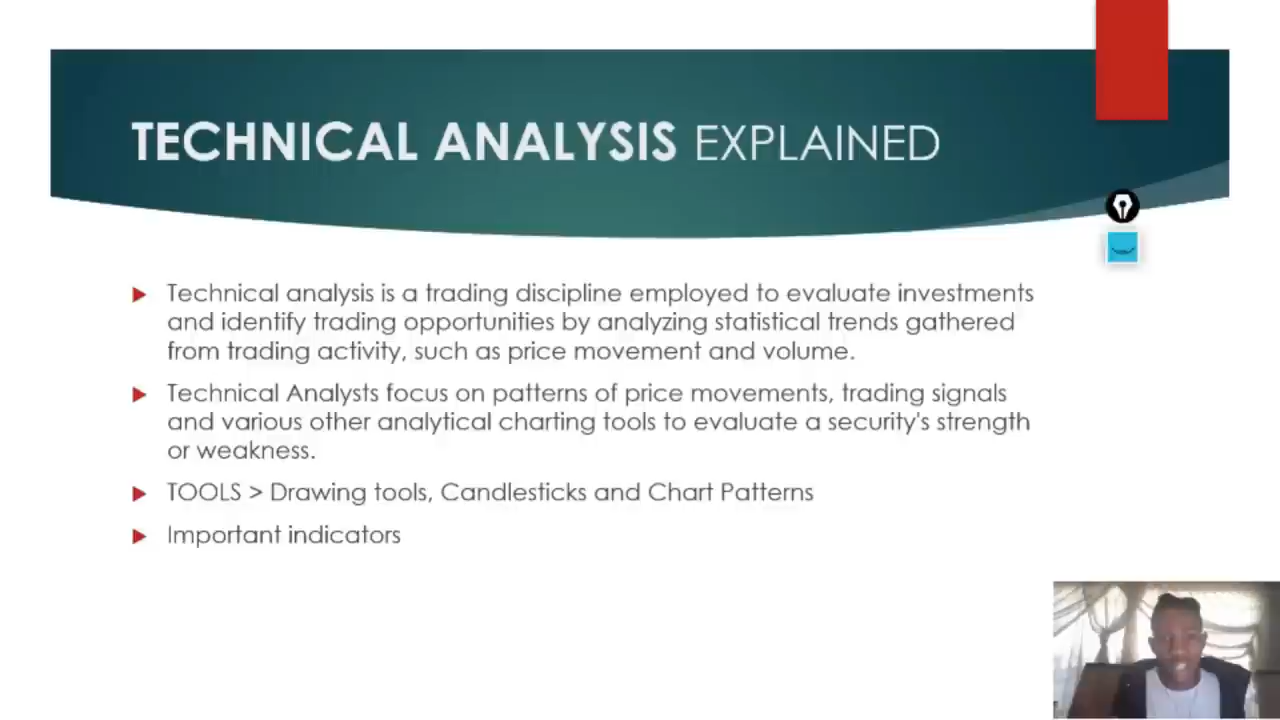 TECHNICAL ANALYSIS EXPLAINED
Technical analysis is a trading discipline employed to evaluate investments
and identify trading opportunities by analyzing statistical trends gathered
from trading activity, such as price movement and volume.
Technical Analysts focus on patterns of price movements, trading signals
and various other analytical charting tools to evaluate a security's strength
or weakness.
TOOLS > Drawing tools, Candlesticks and Chart Patterns
Important indicators